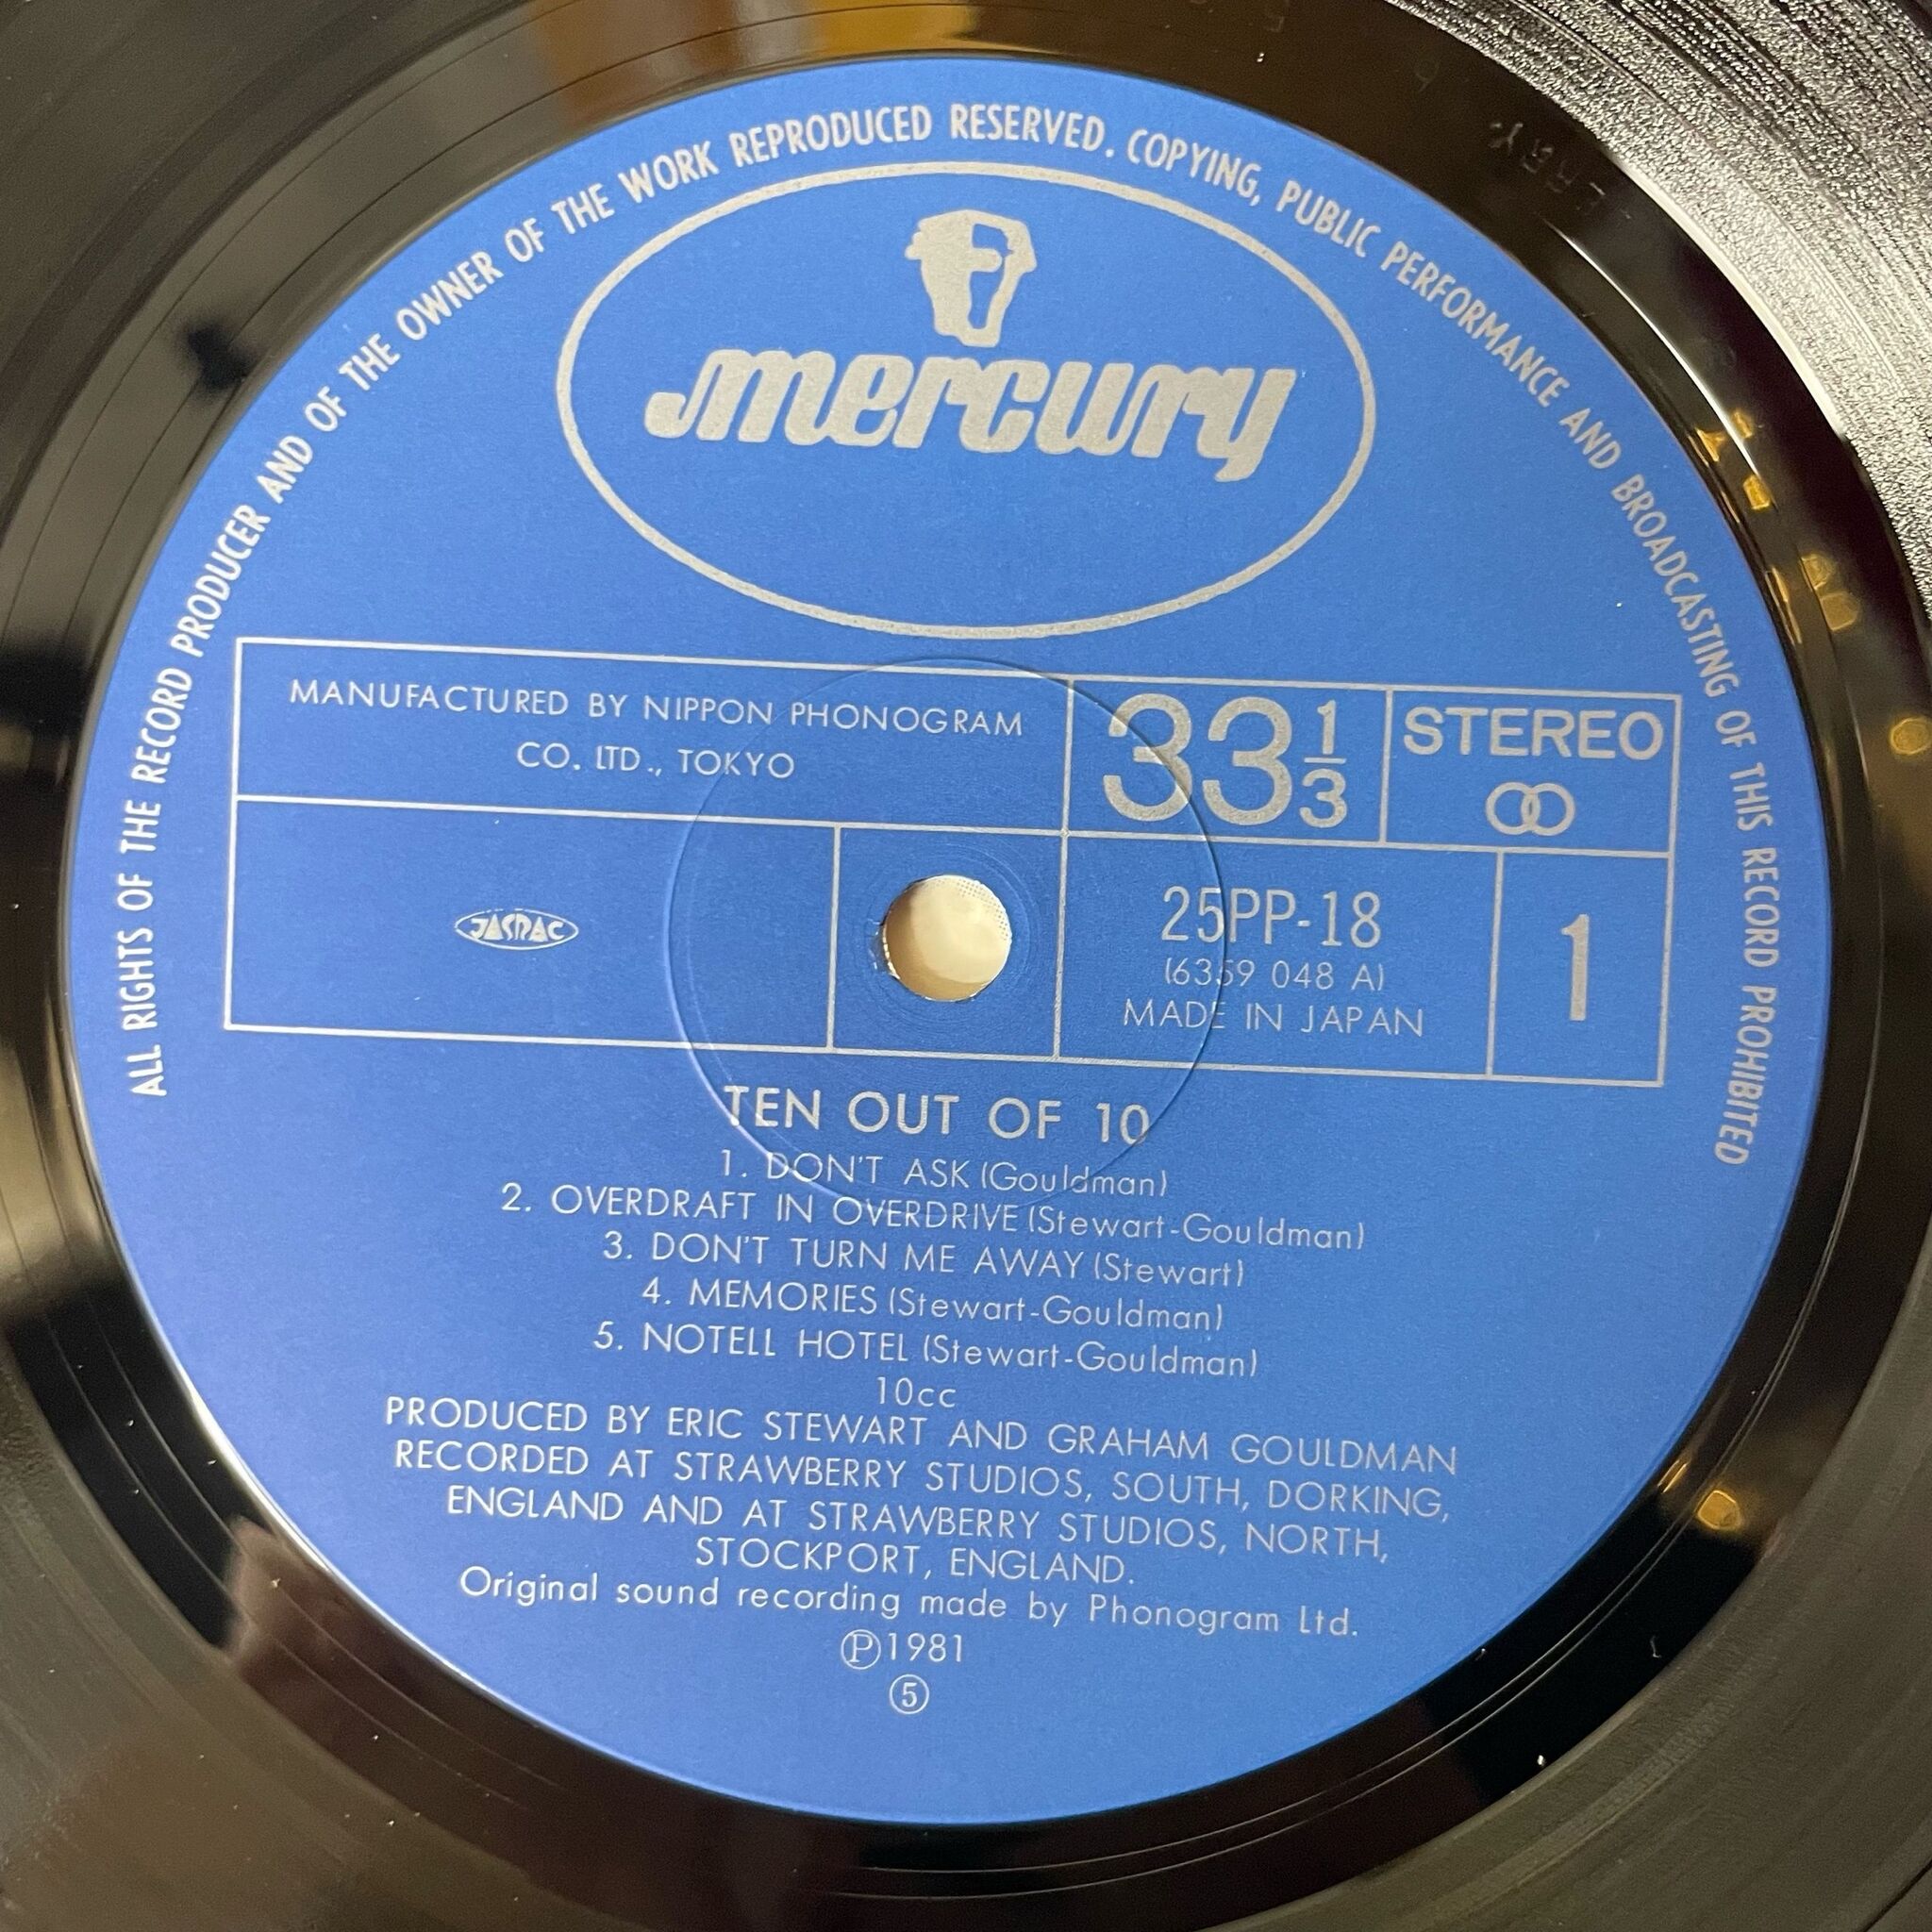 ALL RIGHTS OF THE RECORD PRODUCER AND OF THE OWNER OF THE WORK REPRODUCED RESERVED. COPYING, PUBLIC PERFORMANCE AND BROADCASTING OF THIS RECORD PROHIBITED
mercury
MANUFACTURED BY NIPPON PHONOGRAM
CO. LTD., TOKYO
33 1/3
STEREO
JASRAC
25PP-18
(6359 048 A)
MADE IN JAPAN
1
TEN OUT OF 10
1. DON'T ASK (Gouldman)
2. OVERDRAFT IN OVERDRIVE (Stewart-Gouldman)
3. DON'T TURN ME AWAY (Stewart)
4. MEMORIES (Stewart-Gouldman)
5. NOTELL HOTEL (Stewart-Gouldman)
10cc
PRODUCED BY ERIC STEWART AND GRAHAM GOULDMAN
RECORDED AT STRAWBERRY STUDIOS, SOUTH, DORKING,
ENGLAND AND AT STRAWBERRY STUDIOS, NORTH,
STOCKPORT, ENGLAND.
Original sound recording made by Phonogram Ltd.
Ⓟ1981
⑤